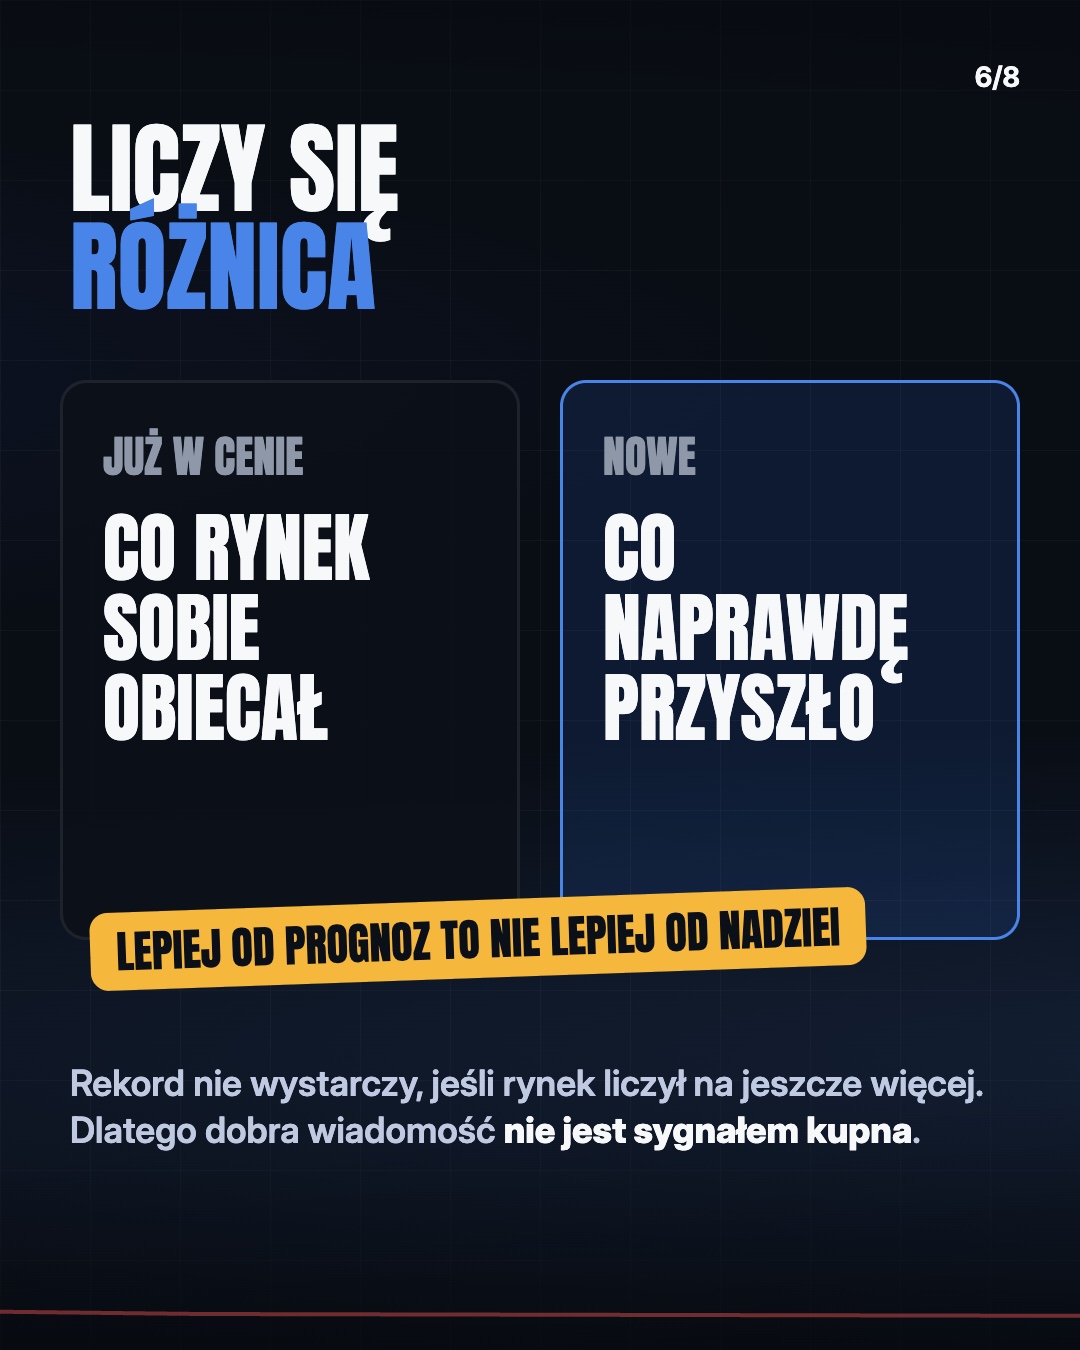 6/8
LICZY SIĘ
RÓŻNICA
JUŻ W CENIE
CO RYNEK
SOBIE
OBIECAŁ
NOWE
CO
NAPRAWDĘ
PRZYSZŁO
LEPIEJ OD PROGNOZ TO NIE LEPIEJ OD NADZIEI
Rekord nie wystarczy, jeśli rynek liczył na jeszcze więcej.
Dlatego dobra wiadomość nie jest sygnałem kupna.